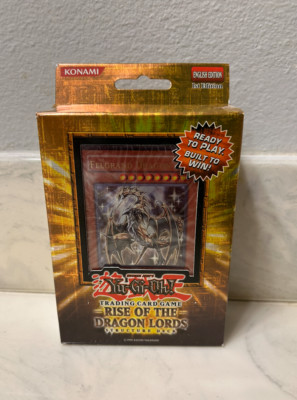 KONAMI
ENGLISH EDITION
1st Edition
READY
TO PLAY
BUILT TO
WIN!
Yu-Gi-Oh!
TRADING CARD GAME
RISE OF THE
DRAGON LORDS
STRUCTURE DECK